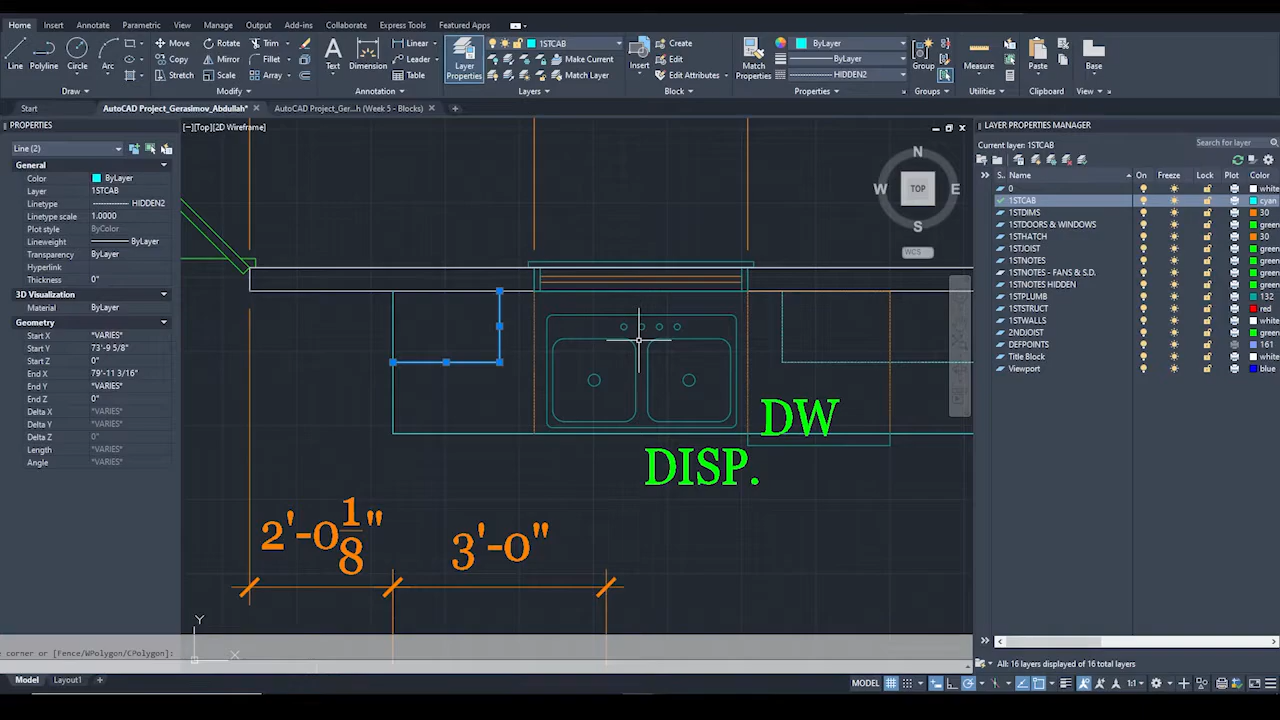 Home Insert Annotate Parametric View Manage Output Add-ins Collaborate Express Tools Featured Apps
Line Polyline Circle Arc
Move Rotate Trim
Copy Mirror Fillet
Stretch Scale Array
Text Dimension
Linear
Leader
Table
Layer Properties
1STCAB
Make Current
Match Layer
Insert
Create
Edit
Edit Attributes
Match Properties
ByLayer
ByLayer
HIDDEN2
Group
Measure
Paste
Base
Draw Modify Annotation Layers Block Properties Groups Utilities Clipboard View
Start AutoCAD Project_Gerasimov_Abdullah* AutoCAD Project_Ger...h (Week 5 - Blocks)
PROPERTIES
Line (2)
General
Color ByLayer
Layer 1STCAB
Linetype HIDDEN2
Linetype scale 1.0000
Plot style ByColor
Lineweight ByLayer
Transparency ByLayer
Hyperlink
Thickness 0"
3D Visualization
Material ByLayer
Geometry
Start X *VARIES*
Start Y 73'-9 5/8"
Start Z 0"
End X 79'-11 3/16"
End Y *VARIES*
End Z 0"
Delta X *VARIES*
Delta Y *VARIES*
Delta Z 0"
Length *VARIES*
Angle *VARIES*
[−][Top][2D Wireframe]
N
W TOP E
S
WCS
DW
DISP.
2'-0 1/8"
3'-0"
Y
X
e corner or [Fence/WPolygon/CPolygon]:
LAYER PROPERTIES MANAGER
Current layer: 1STCAB
Search for layer
S.. Name On Freeze Lock Plot Color
0 white
1STCAB cyan
1STDIMS 30
1STDOORS & WINDOWS green
1STHATCH 30
1STJOIST green
1STNOTES green
1STNOTES - FANS & S.D. green
1STNOTES HIDDEN green
1STPLUMB 132
1STSTRUCT red
1STWALLS white
2NDJOIST green
DEFPOINTS 161
Title Block white
Viewport blue
All: 16 layers displayed of 16 total layers
Model Layout1
MODEL
1:1